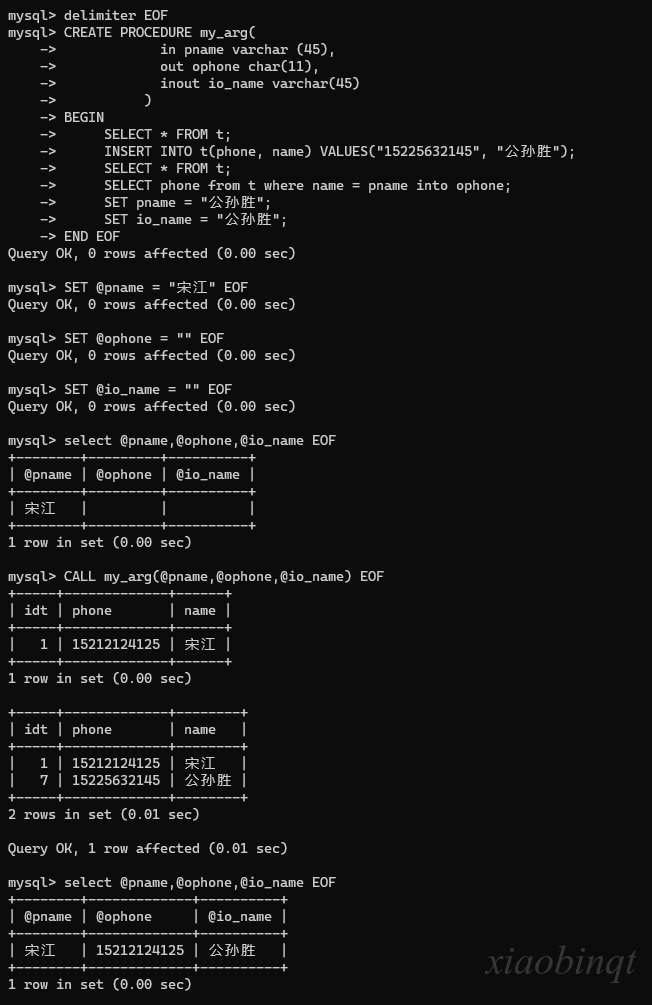 mysql> delimiter EOF
mysql> CREATE PROCEDURE my_arg(
    ->             in pname varchar (45),
    ->             out ophone char(11),
    ->             inout io_name varchar(45)
    ->           )
    -> BEGIN
    ->      SELECT * FROM t;
    ->      INSERT INTO t(phone, name) VALUES("15225632145", "公孙胜");
    ->      SELECT * FROM t;
    ->      SELECT phone from t where name = pname into ophone;
    ->      SET pname = "公孙胜";
    ->      SET io_name = "公孙胜";
    -> END EOF
Query OK, 0 rows affected (0.00 sec)

mysql> SET @pname = "宋江" EOF
Query OK, 0 rows affected (0.00 sec)

mysql> SET @ophone = "" EOF
Query OK, 0 rows affected (0.00 sec)

mysql> SET @io_name = "" EOF
Query OK, 0 rows affected (0.00 sec)

mysql> select @pname,@ophone,@io_name EOF
+--------+---------+----------+
| @pname | @ophone | @io_name |
+--------+---------+----------+
| 宋江   |         |          |
+--------+---------+----------+
1 row in set (0.00 sec)

mysql> CALL my_arg(@pname,@ophone,@io_name) EOF
+-----+-------------+------+
| idt | phone       | name |
+-----+-------------+------+
|   1 | 15212124125 | 宋江 |
+-----+-------------+------+
1 row in set (0.00 sec)

+-----+-------------+--------+
| idt | phone       | name   |
+-----+-------------+--------+
|   1 | 15212124125 | 宋江   |
|   7 | 15225632145 | 公孙胜 |
+-----+-------------+--------+
2 rows in set (0.01 sec)

Query OK, 1 row affected (0.01 sec)

mysql> select @pname,@ophone,@io_name EOF
+--------+-------------+----------+
| @pname | @ophone     | @io_name |
+--------+-------------+----------+
| 宋江   | 15212124125 | 公孙胜   |
+--------+-------------+----------+
1 row in set (0.00 sec)
xiaobinqt